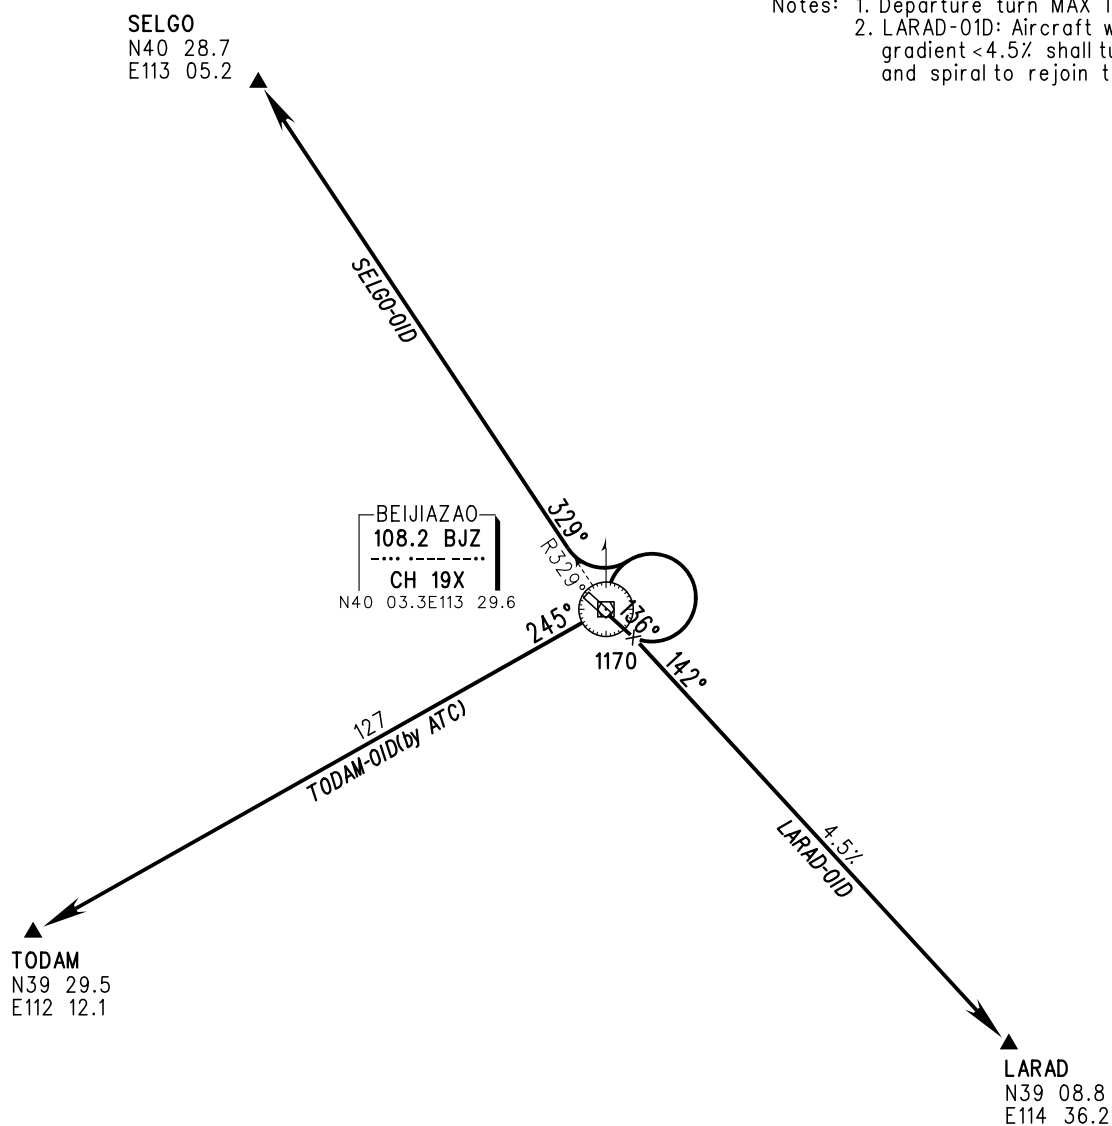 Notes: 1. Departure turn MAX
2. LARAD-01D: Aircraft
gradient <4.5% shall
and spiral to rejoin
SELGO
N40 28.7
E113 05.2
SELGO-01D
329°
R329°
BEIJIAZAO
108.2 BJZ
CH 19X
N40 03.3E113 29.6
245°
136°
1170
142°
127
TODAM-01D(by ATC)
4.5%
LARAD-01D
TODAM
N39 29.5
E112 12.1
LARAD
N39 08.8
E114 36.2